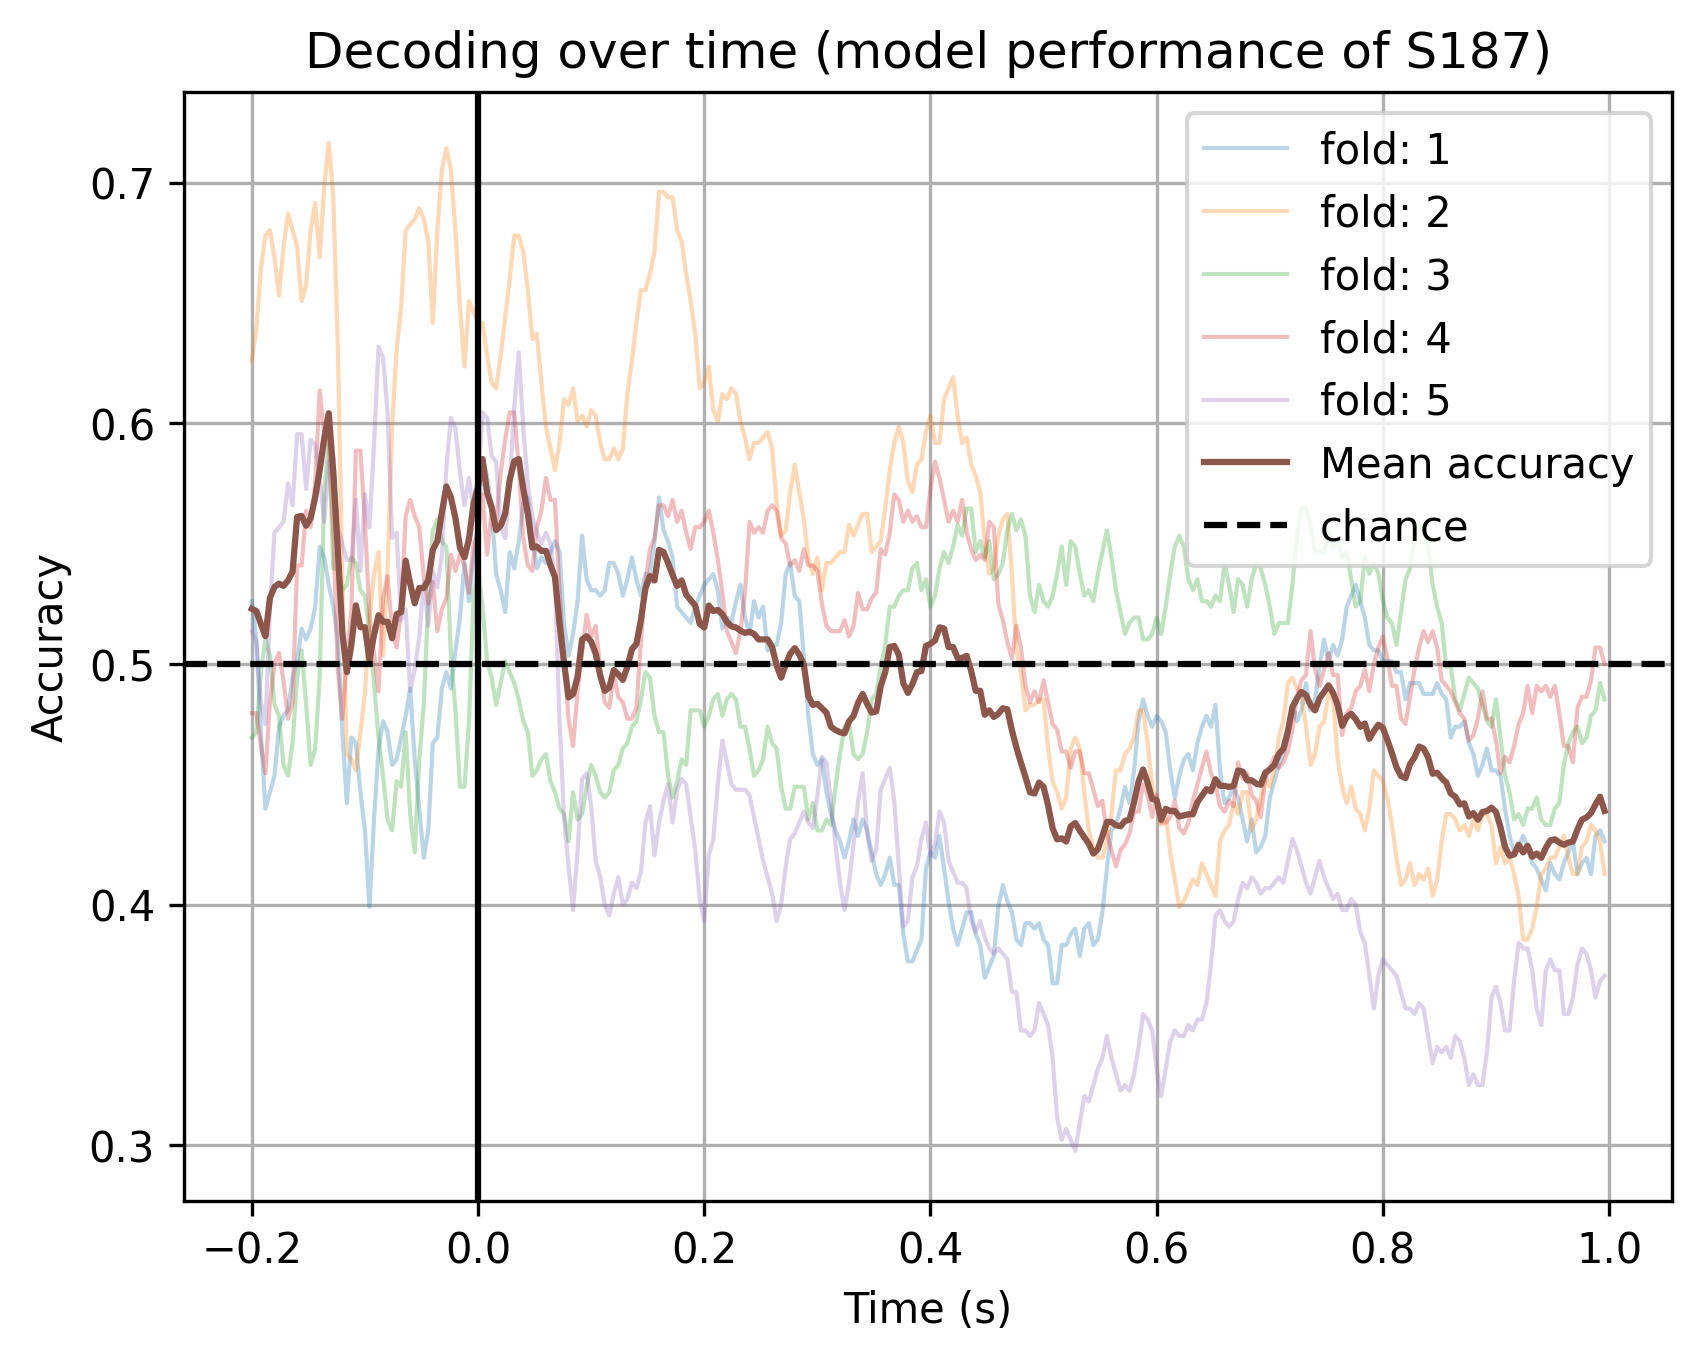 Decoding over time (model performance of S187)
fold: 1
fold: 2
fold: 3
fold: 4
fold: 5
Mean accuracy
chance
0.7
0.6
0.5
0.4
0.3
Accuracy
−0.2 0.0 0.2 0.4 0.6 0.8 1.0
Time (s)